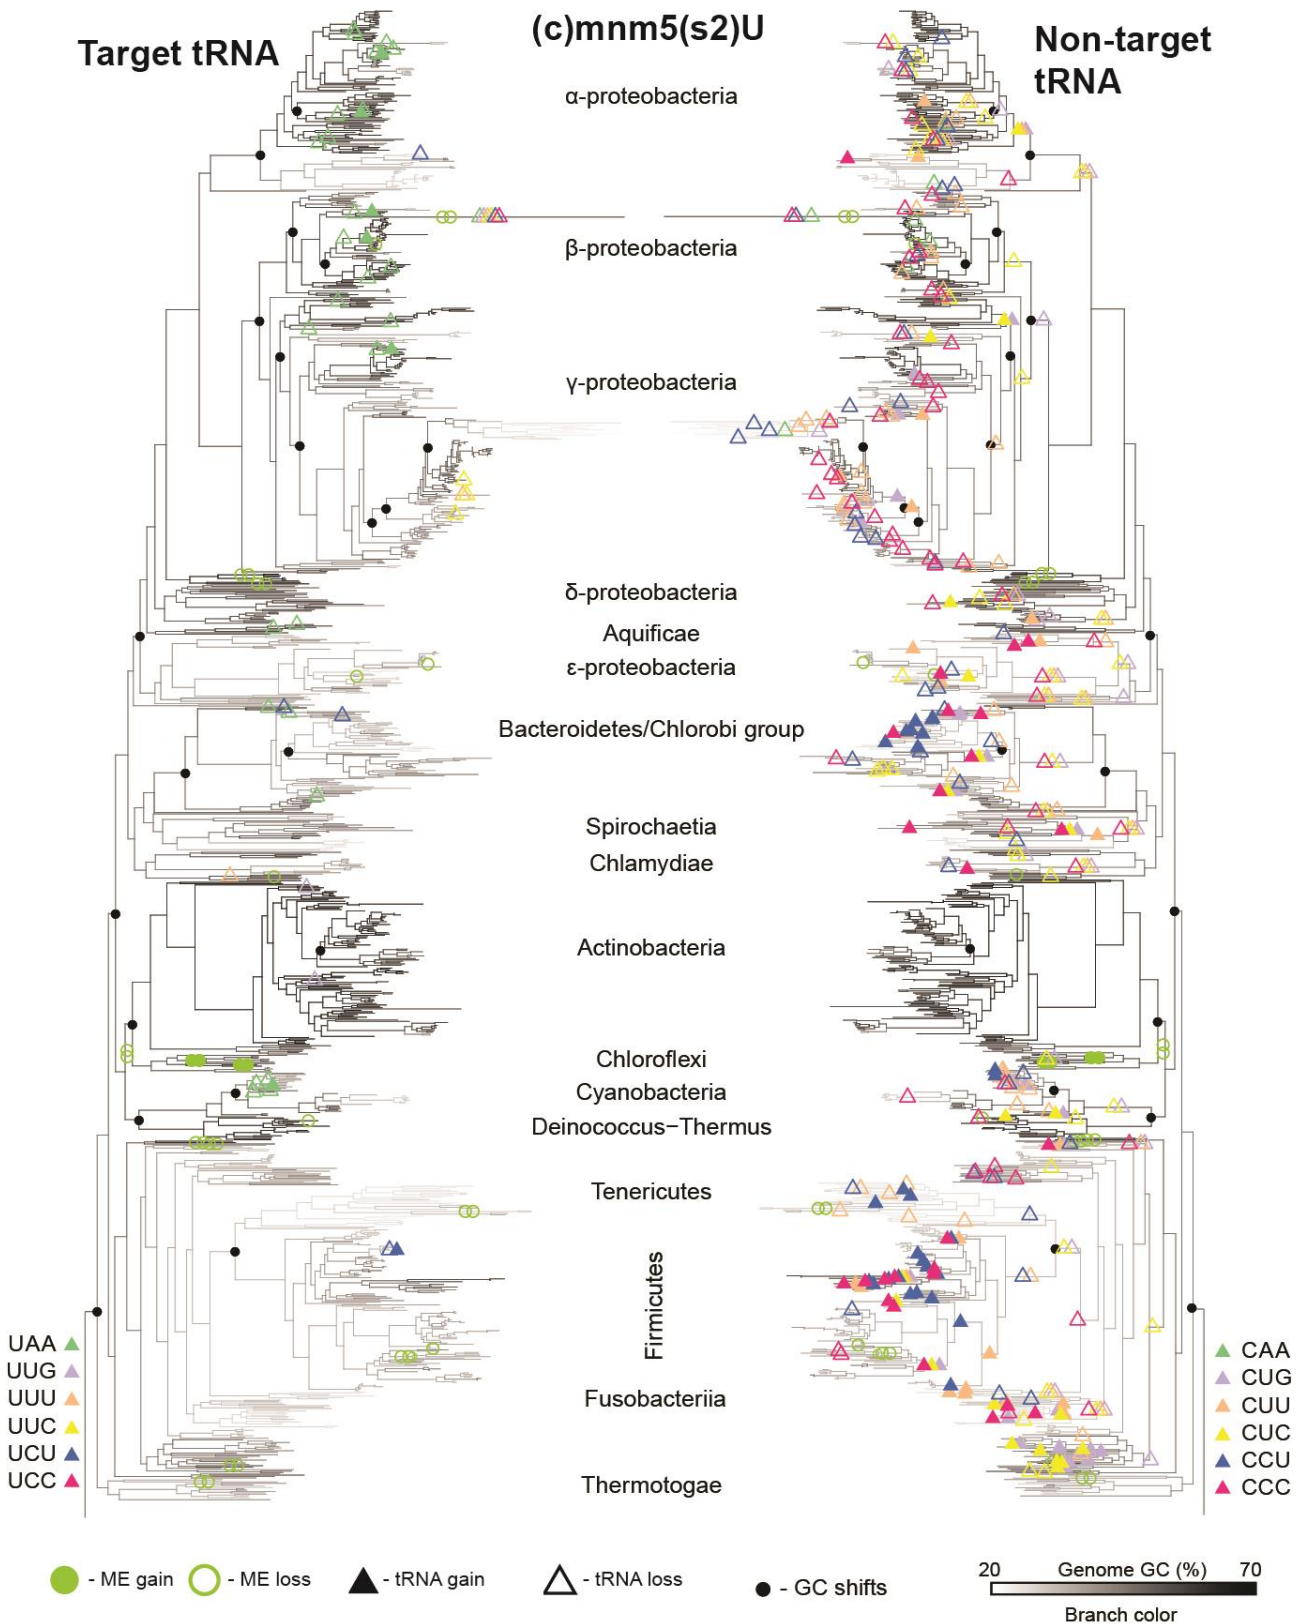 (c)mnm5(s2)U
Target tRNA
Non-target
tRNA
α-proteobacteria
β-proteobacteria
γ-proteobacteria
δ-proteobacteria
Aquificae
ε-proteobacteria
Bacteroidetes/Chlorobi group
Spirochaetia
Chlamydiae
Actinobacteria
Chloroflexi
Cyanobacteria
Deinococcus−Thermus
Tenericutes
Firmicutes
Fusobacteriia
Thermotogae
UAA
UUG
UUU
UUC
UCU
UCC
CAA
CUG
CUU
CUC
CCU
CCC
- ME gain
- ME loss
- tRNA gain
- tRNA loss
- GC shifts
20 Genome GC (%) 70
Branch color